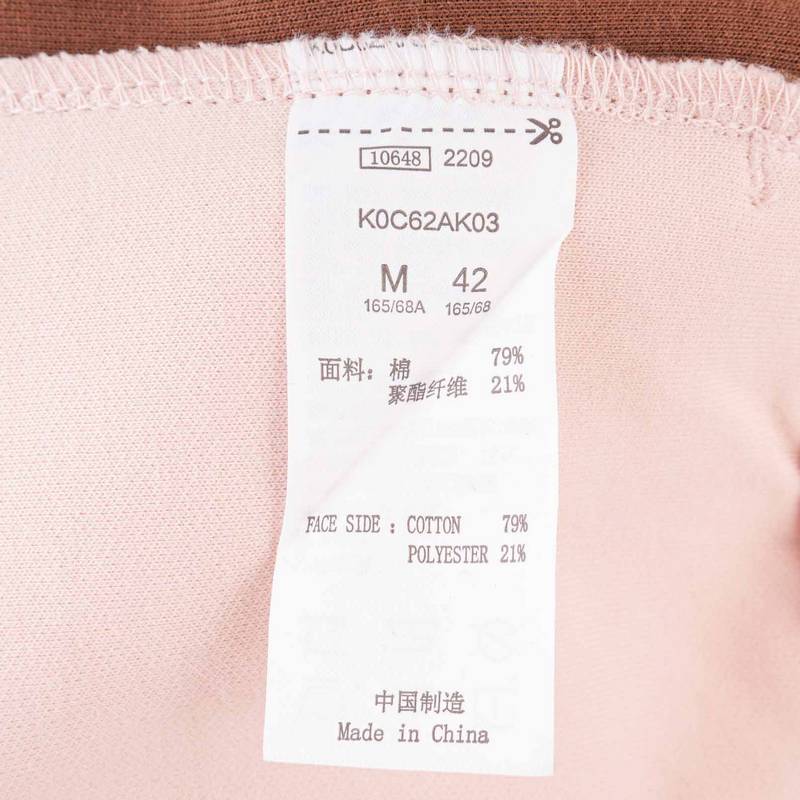 10648 2209
K0C62AK03
M 42
165/68A 165/68
面料：棉 79%
聚酯纤维 21%
FACE SIDE : COTTON 79%
POLYESTER 21%
中国制造
Made in China